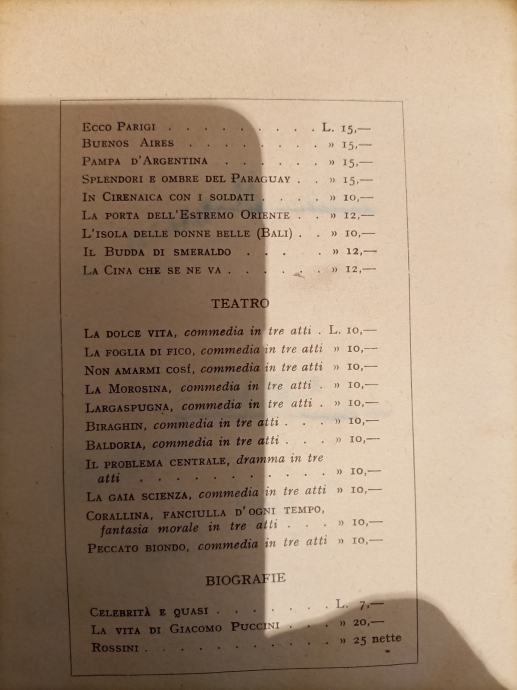 ECCO PARIGI . . . . . . . . . L. 15,—
BUENOS AIRES . . . . . . . . » 15,—
PAMPA D'ARGENTINA . . . . . . » 15,—
SPLENDORI E OMBRE DEL PARAGUAY . . » 15,—
IN CIRENAICA CON I SOLDATI . . . . » 10,—
LA PORTA DELL'ESTREMO ORIENTE . . » 12,—
L'ISOLA DELLE DONNE BELLE (BALI) . . » 10,—
IL BUDDA DI SMERALDO . . . . . » 12,—
LA CINA CHE SE NE VA . . . . . . » 12,—
TEATRO
LA DOLCE VITA, commedia in tre atti . L. 10,—
LA FOGLIA DI FICO, commedia in tre atti » 10,—
NON AMARMI COSÍ, commedia in tre atti » 10,—
LA MOROSINA, commedia in tre atti . » 10,—
LARGASPUGNA, commedia in tre atti . » 10,—
BIRAGHIN, commedia in tre atti . . . » 10,—
BALDORIA, commedia in tre atti . . . » 10,—
IL PROBLEMA CENTRALE, dramma in tre
atti . . . . . . . . . . . » 10,—
LA GAIA SCIENZA, commedia in tre atti » 10,—
CORALLINA, FANCIULLA D'OGNI TEMPO,
fantasia morale in tre atti . . . » 10,—
PECCATO BIONDO, commedia in tre atti » 10,—
BIOGRAFIE
CELEBRITÀ E QUASI . . . . . . . L. 7,—
LA VITA DI GIACOMO PUCCINI . . . » 20,—
ROSSINI . . . . . . . . . . . » 25 nette